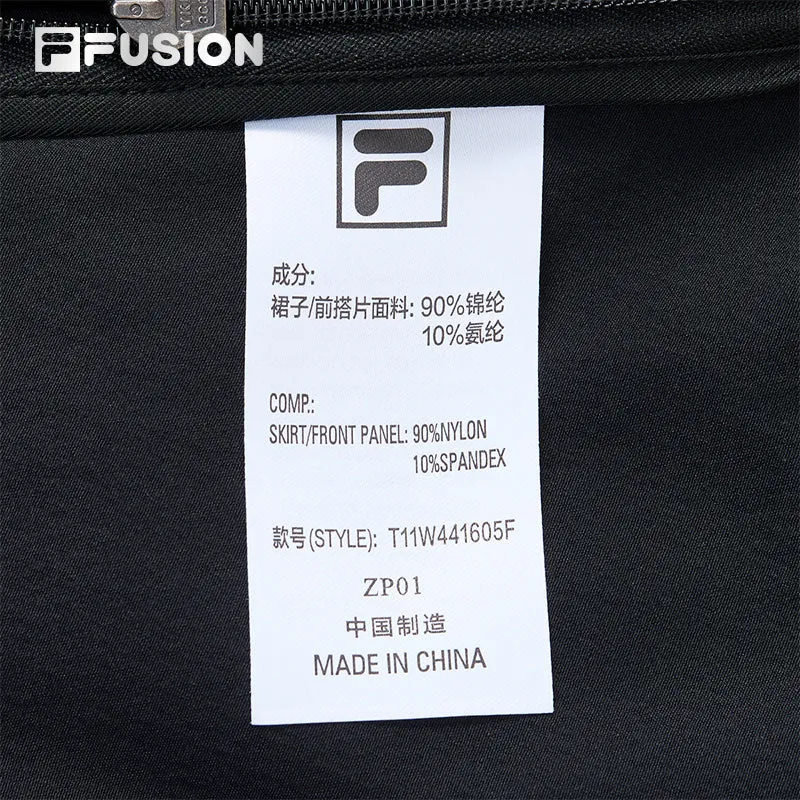 YK
FUSION
F
成分:
裙子/前搭片面料: 90%锦纶
10%氨纶
COMP.:
SKIRT/FRONT PANEL: 90%NYLON
10%SPANDEX
款号(STYLE): T11W441605F
ZP01
中国制造
MADE IN CHINA